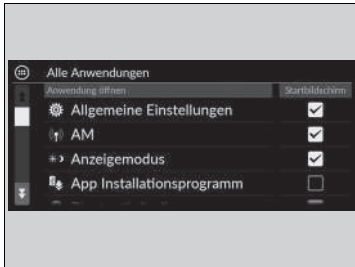 Alle Anwendungen
Anwendung öffnen Startbildschirm
Allgemeine Einstellungen
AM
Anzeigemodus
App Installationsprogramm